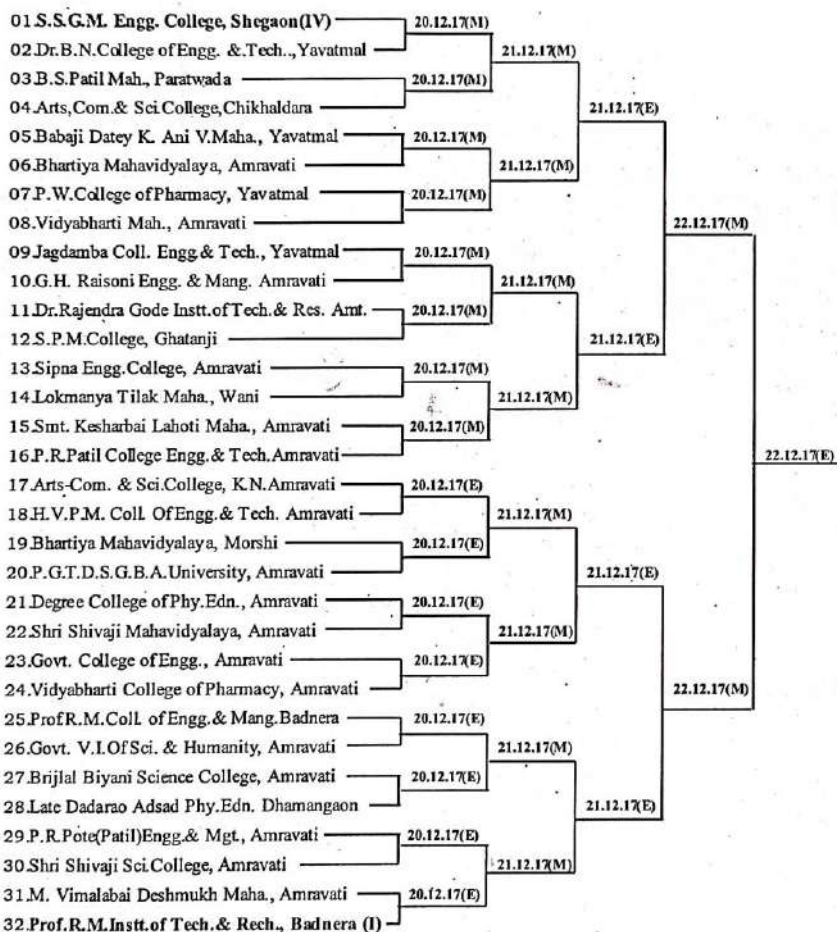 01.S.S.G.M. Engg. College, Shegaon(IV)
20.12.17(M)
02.Dr.B.N.College of Engg. &.Tech..,Yavatmal
21.12.17(M)
03.B.S.Patil Mah., Paratwada
20.12.17(M)
04.Arts,Com.& Sci.College,Chikhaldara
21.12.17(E)
05.Babaji Datey K. Ani V.Maha., Yavatmal
20.12.17(M)
06.Bhartiya Mahavidyalaya, Amravati
21.12.17(M)
07.P.W.College of Pharmacy, Yavatmal
20.12.17(M)
08.Vidyabharti Mah., Amravati
22.12.17(M)
09.Jagdamba Coll. Engg.& Tech., Yavatmal
20.12.17(M)
10.G.H. Raisoni Engg. & Mang. Amravati
21.12.17(M)
11.Dr.Rajendra Gode Instt.of Tech.& Res. Amt.
20.12.17(M)
12.S.P.M.College, Ghatanji
21.12.17(E)
13.Sipna Engg.College, Amravati
20.12.17(M)
14.Lokmanya Tilak Maha., Wani
21.12.17(M)
15.Smt. Kesharbai Lahoti Maha., Amravati
20.12.17(M)
16.P.R.Patil College Engg.& Tech.Amravati
22.12.17(E)
17.Arts-Com. & Sci.College, K.N.Amravati
20.12.17(E)
18.H.V.P.M. Coll. Of Engg.& Tech. Amravati
21.12.17(M)
19.Bhartiya Mahavidyalaya, Morshi
20.12.17(E)
20.P.G.T.D.S.G.B.A.University, Amravati
21.12.17(E)
21.Degree College of Phy.Edn., Amravati
20.12.17(E)
22.Shri Shivaji Mahavidyalaya, Amravati
21.12.17(M)
23.Govt. College of Engg., Amravati
20.12.17(E)
24.Vidyabharti College of Pharmacy, Amravati
22.12.17(M)
25.Prof R.M.Coll. of Engg.& Mang.Badnera
20.12.17(E)
26.Govt. V.I.Of Sci. & Humanity, Amravati
21.12.17(M)
27.Brijlal Biyani Science College, Amravati
20.12.17(E)
28.Late Dadarao Adsad Phy.Edn. Dhamangaon
21.12.17(E)
29.P.R.Pote(Patil)Engg.& Mgt., Amravati
20.12.17(E)
30.Shri Shivaji Sci.College, Amravati
21.12.17(M)
31.M. Vimalabai Deshmukh Maha., Amravati
20.12.17(E)
32.Prof.R.M.Instt.of Tech.& Rech., Badnera (I)